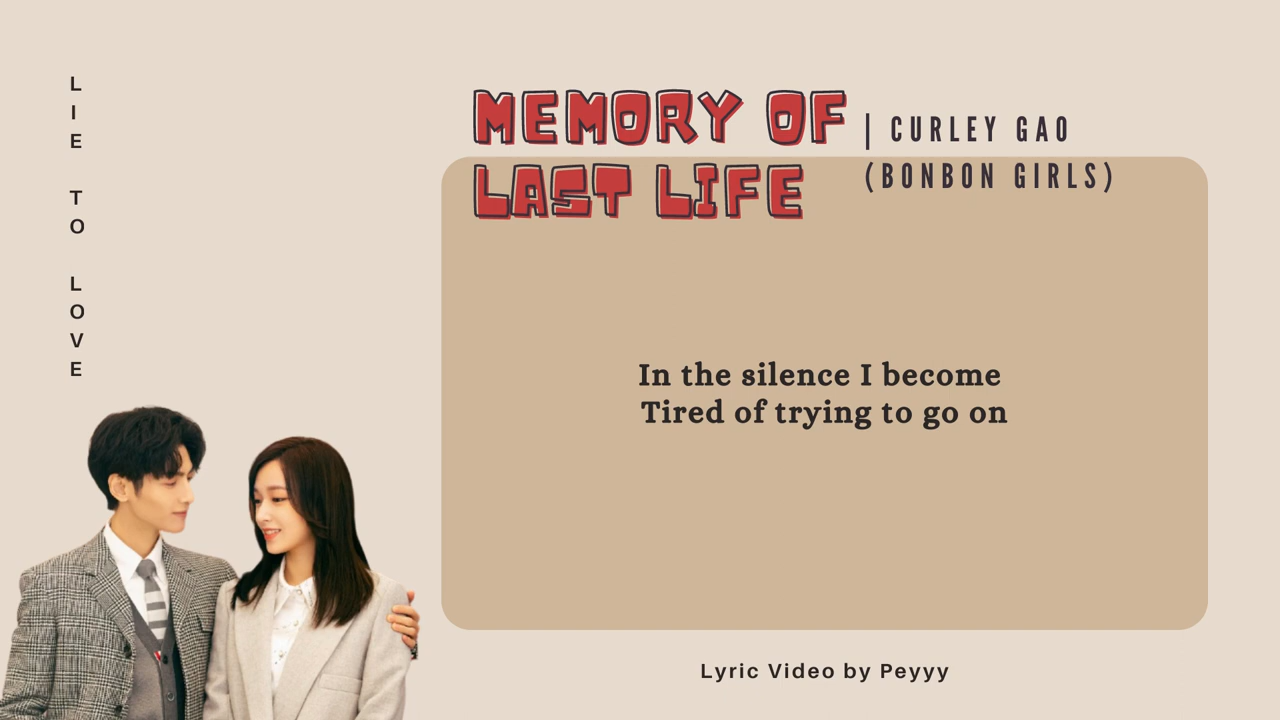 LIE TO LOVE
MEMORY OF
LAST LIFE
| CURLEY GAO
(BONBON GIRLS)
In the silence I become
Tired of trying to go on
Lyric Video by Peyyy